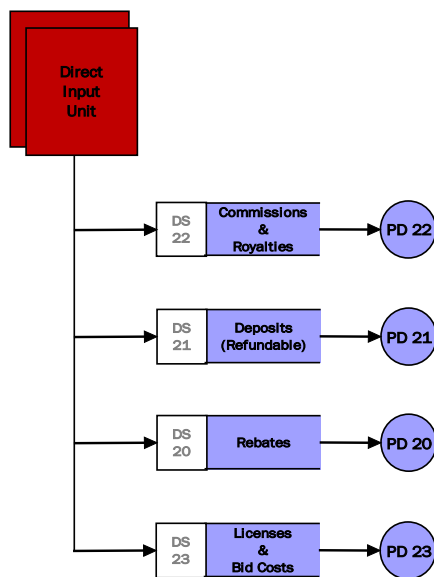 Direct
Input
Unit
DS
22
Commissions
&
Royalties
PD 22
DS
21
Deposits
(Refundable)
PD 21
DS
20
Rebates
PD 20
DS
23
Licenses
&
Bid Costs
PD 23